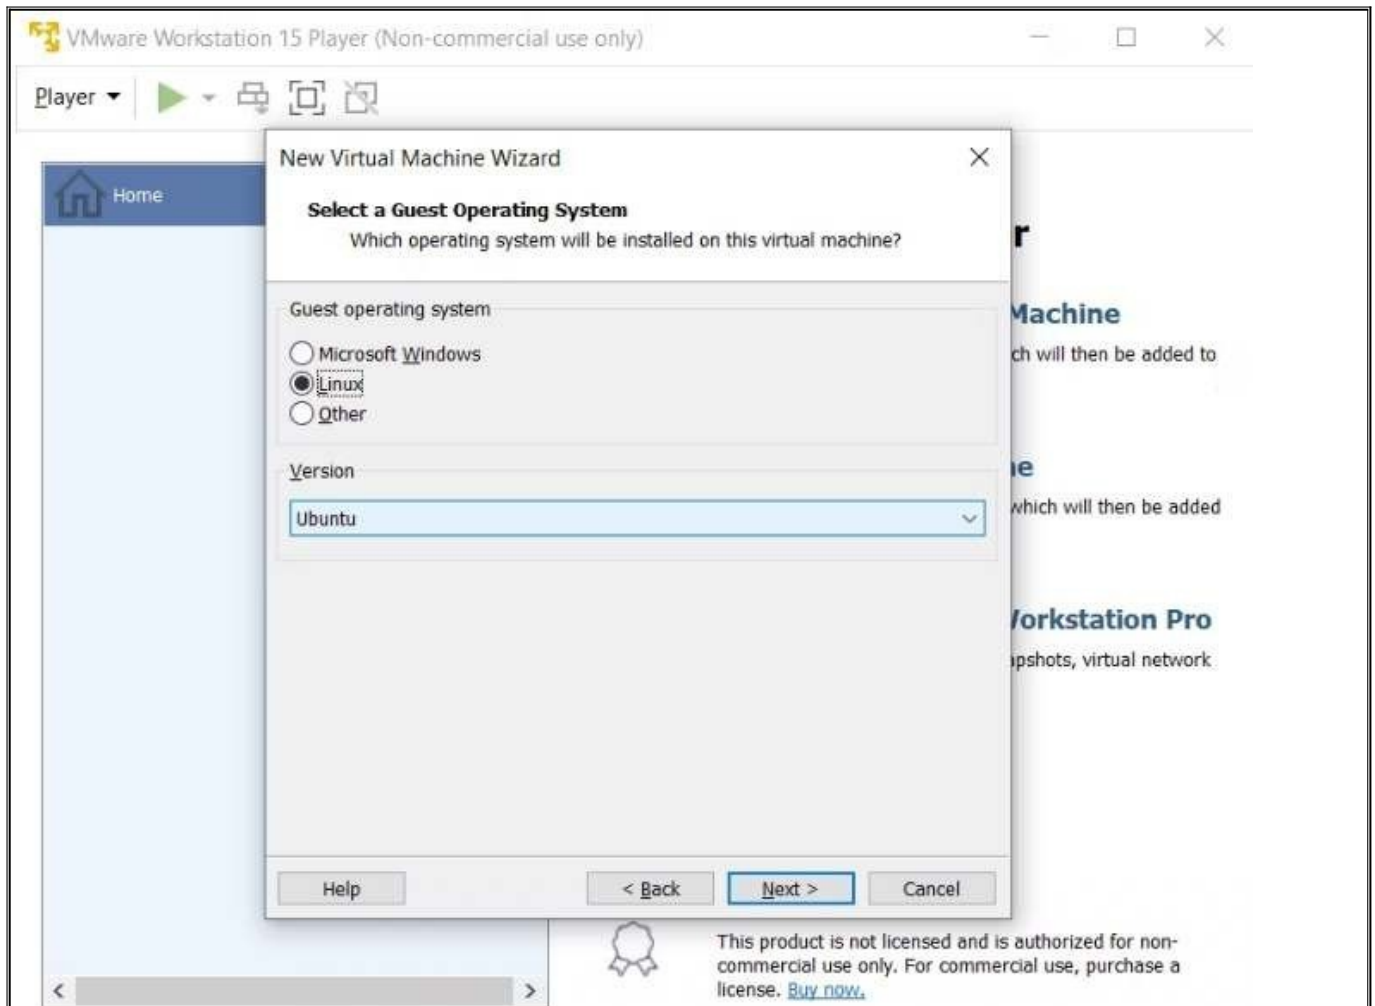 VMware Workstation 15 Player (Non-commercial use only)
Player
Home
New Virtual Machine Wizard
Select a Guest Operating System
Which operating system will be installed on this virtual machine?
Guest operating system
Microsoft Windows
Linux
Other
Version
Ubuntu
Help
< Back
Next >
Cancel
r
Machine
ch will then be added to
ne
which will then be added
Workstation Pro
apshots, virtual network
This product is not licensed and is authorized for non-
commercial use only. For commercial use, purchase a
license. Buy now.